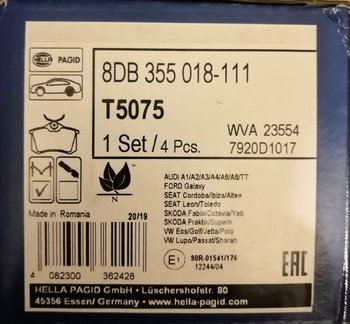 HELLA PAGID
8DB 355 018-111
T5075
1 Set / 4 Pcs.
WVA 23554
7920D1017
N
AUDI A1/A2/A3/A4/A6/A8/TT
FORD Galaxy
SEAT Cordoba/Ibiza/Altea
SEAT Leon/Toledo
SKODA Fabia/Octavia/Yeti
SKODA Praktik/Superb
VW Eos/Golf/Jetta/Polo
VW Lupo/Passat/Sharan
Made in Romania
20/19
E1
90R-01541/176
12244/04
EAC
4 082300 362428
HELLA PAGID GmbH • Lüschershofstr. 80
45356 Essen/ Germany • www.hella-pagid.com